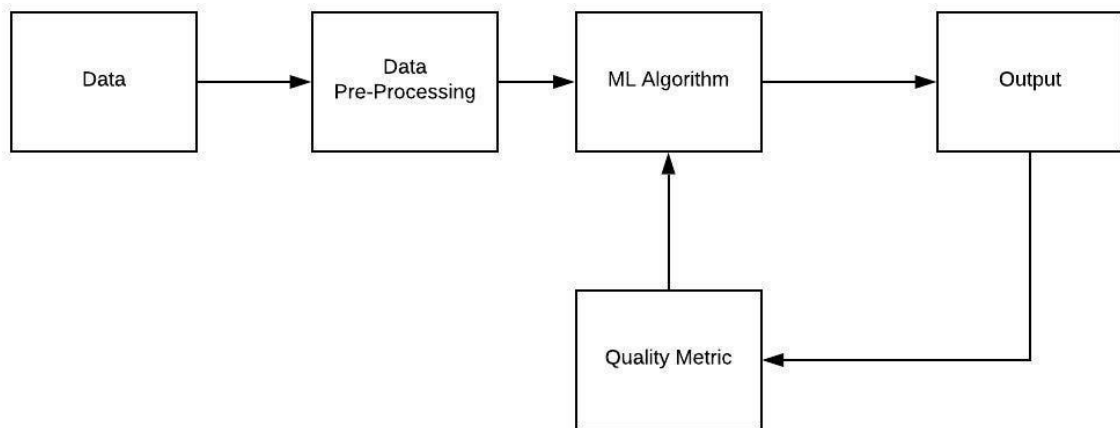 Data
Data
Pre-Processing
ML Algorithm
Output
Quality Metric